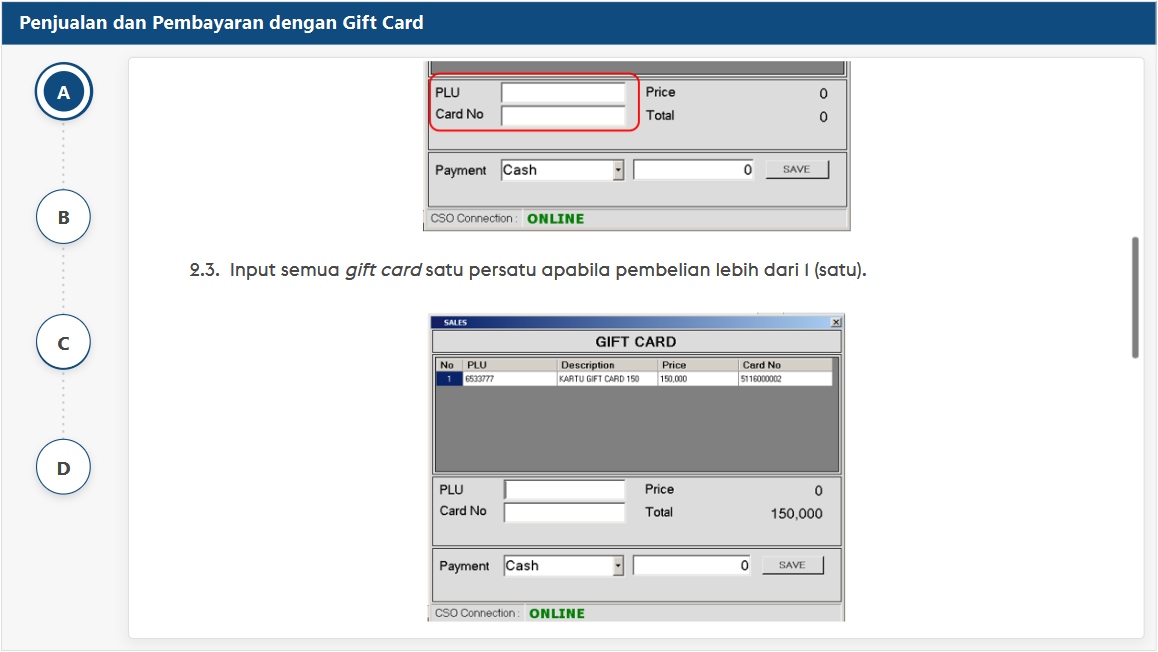 Penjualan dan Pembayaran dengan Gift Card
A
B
C
D
PLU Price 0
Card No Total 0
Payment Cash 0 SAVE
CSO Connection : ONLINE
2.3. Input semua gift card satu persatu apabila pembelian lebih dari 1 (satu).
SALES
GIFT CARD
No PLU Description Price Card No
1 6533777 KARTU GIFT CARD 150 150,000 5116000002
PLU Price 0
Card No Total 150,000
Payment Cash 0 SAVE
CSO Connection : ONLINE